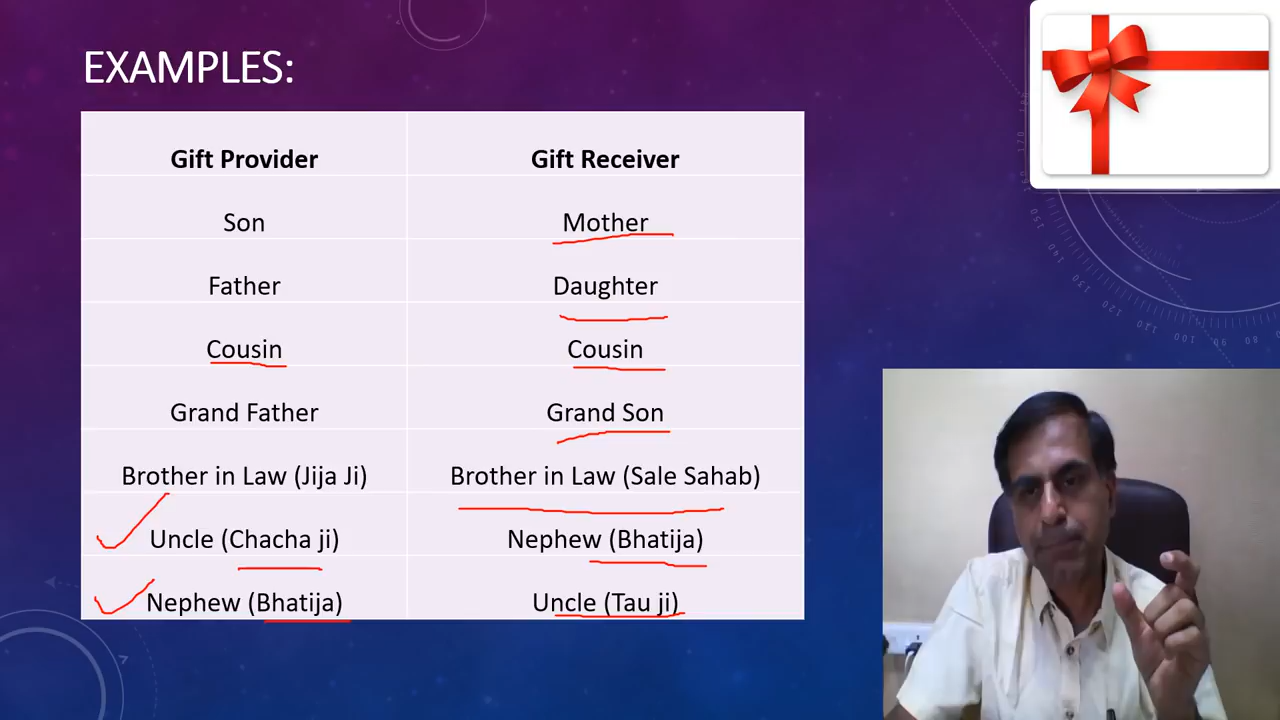 EXAMPLES:
Gift Provider Gift Receiver
Son Mother
Father Daughter
Cousin Cousin
Grand Father Grand Son
Brother in Law (Jija Ji) Brother in Law (Sale Sahab)
Uncle (Chacha ji) Nephew (Bhatija)
Nephew (Bhatija) Uncle (Tau ji)